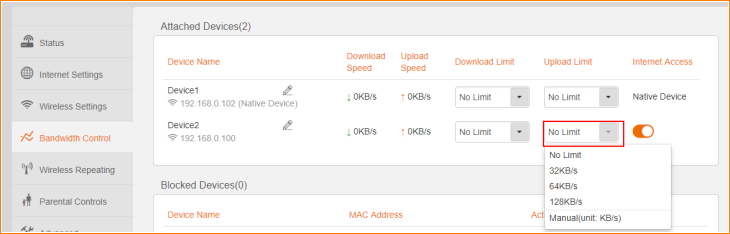 Attached Devices(2)
Status
Device Name Download Speed Upload Speed Download Limit Upload Limit Internet Access
Internet Settings
Device1
192.168.0.102 (Native Device) ↓ 0KB/s ↑ 0KB/s No Limit No Limit Native Device
Wireless Settings
Device2
192.168.0.100 ↓ 0KB/s ↑ 0KB/s No Limit No Limit
Bandwidth Control
No Limit
32KB/s
64KB/s
128KB/s
Manual(unit: KB/s)
Wireless Repeating
Blocked Devices(0)
Parental Controls
Device Name MAC Address
Advanced